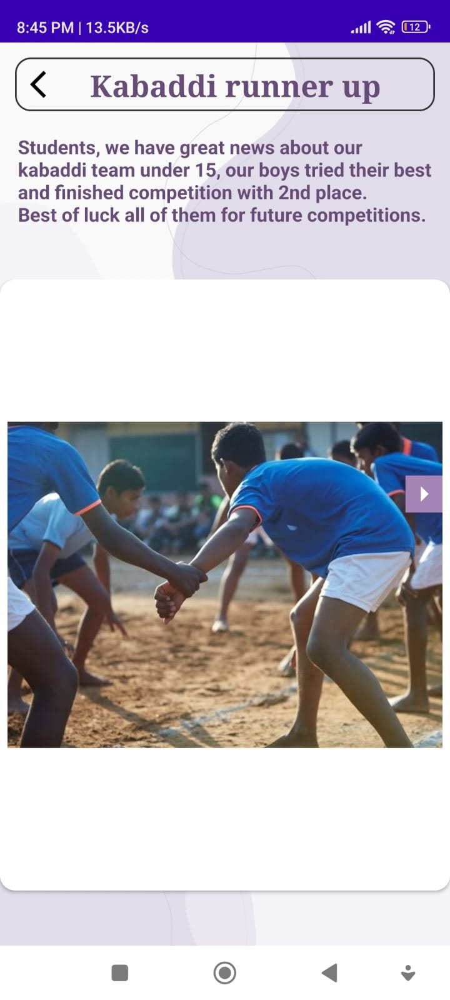 8:45 PM | 13.5KB/s
12
Kabaddi runner up
Students, we have great news about our
kabaddi team under 15, our boys tried their best
and finished competition with 2nd place.
Best of luck all of them for future competitions.